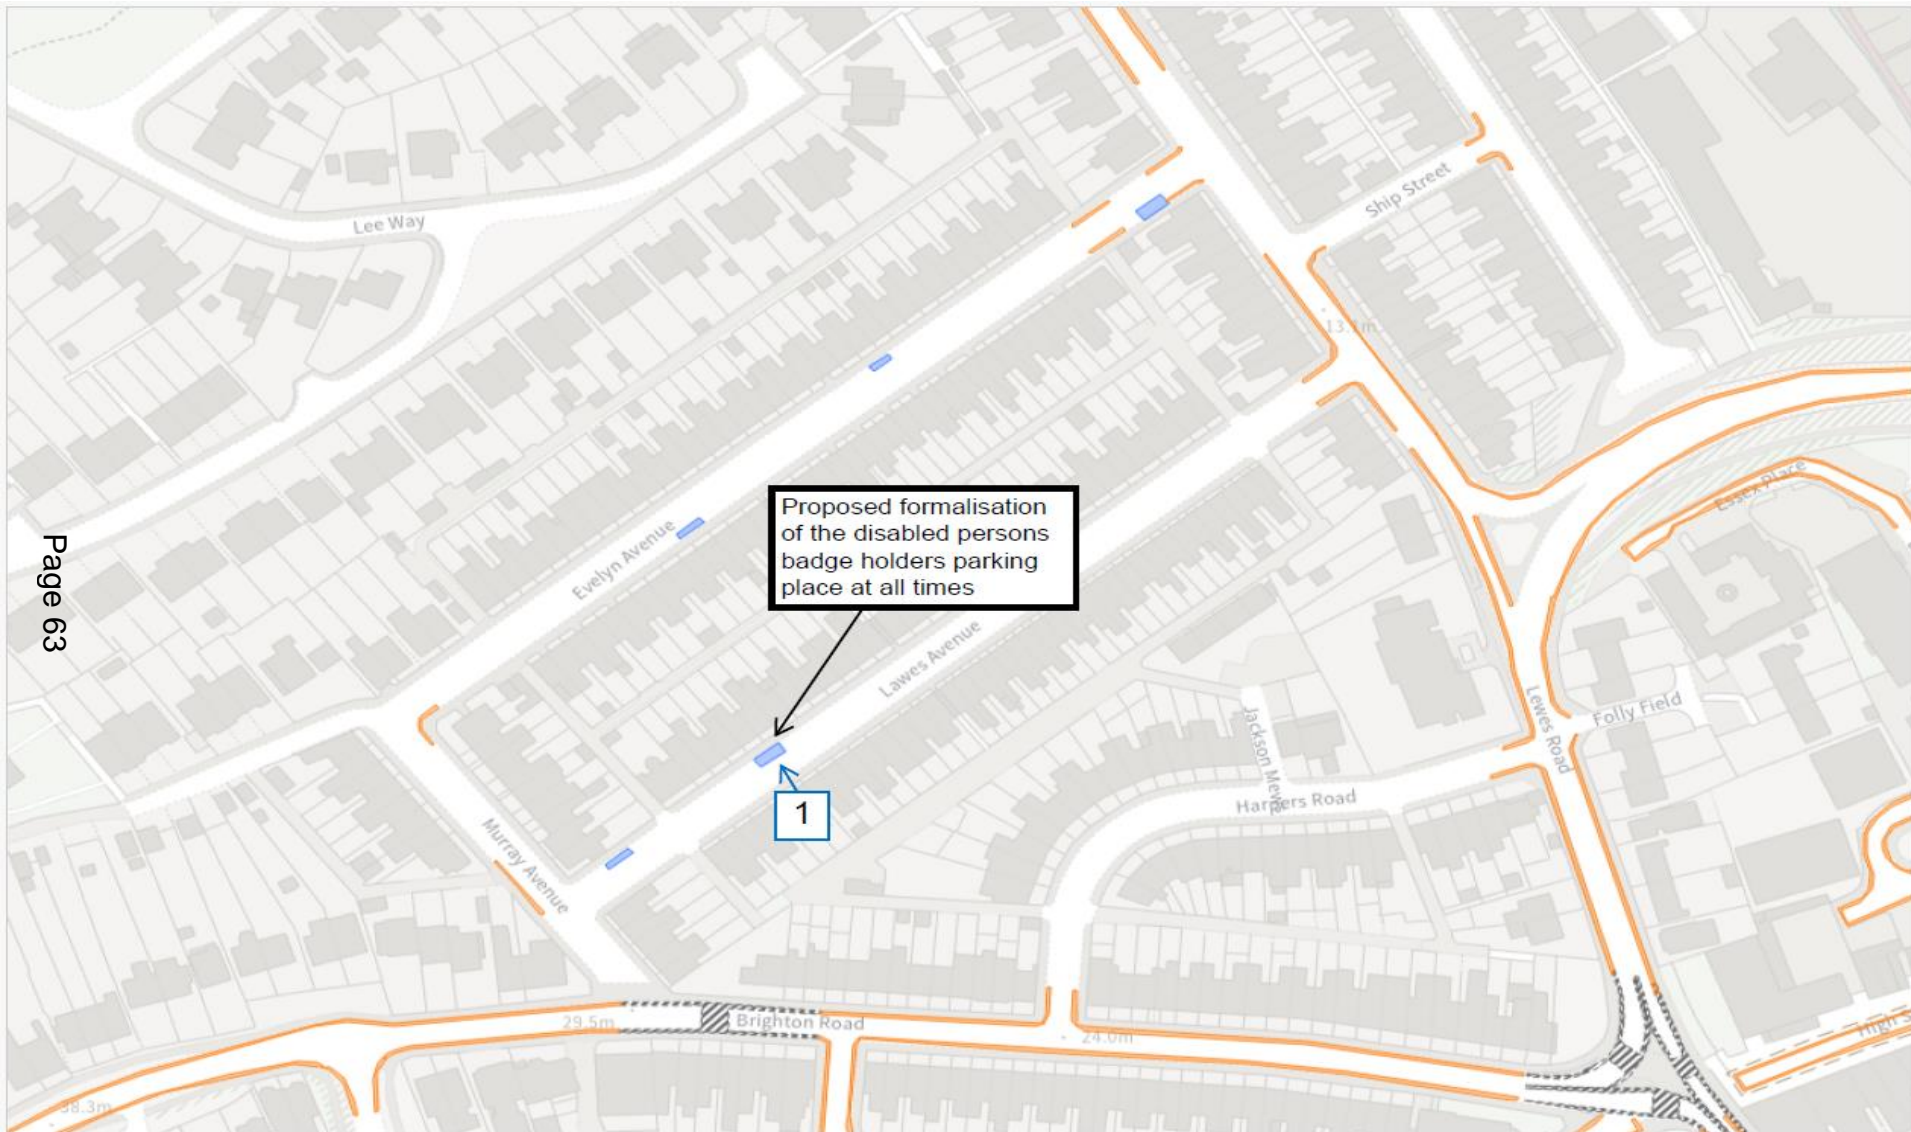 Lee Way
Ship Street
13.1m
Essex Place
Page 63
Evelyn Avenue
Proposed formalisation
of the disabled persons
badge holders parking
place at all times
Lawes Avenue
Jackson Mews
Lewes Road
Folly Field
1
Harpers Road
Murray Avenue
29.5m
Brighton Road
24.0m
High S
38.3m